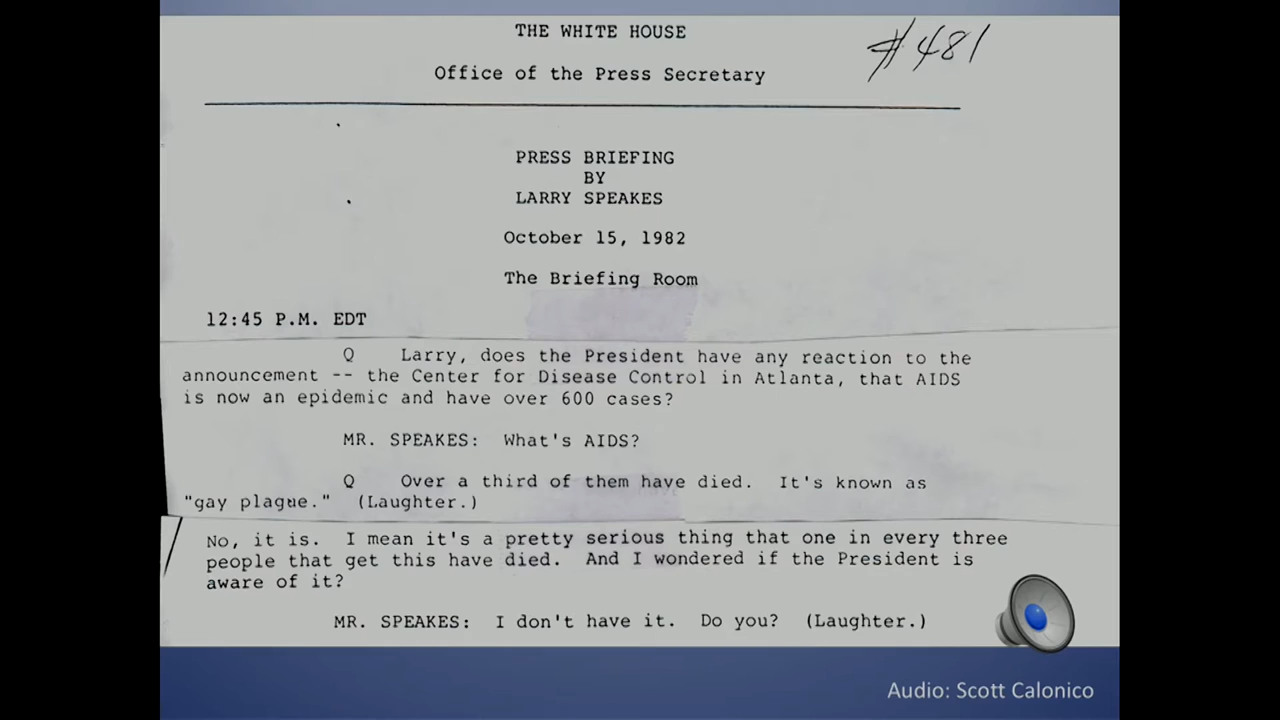 THE WHITE HOUSE
#481
Office of the Press Secretary
PRESS BRIEFING
BY
LARRY SPEAKES
October 15, 1982
The Briefing Room
12:45 P.M. EDT
Q Larry, does the President have any reaction to the
announcement -- the Center for Disease Control in Atlanta, that AIDS
is now an epidemic and have over 600 cases?
MR. SPEAKES: What's AIDS?
Q Over a third of them have died. It's known as
"gay plague." (Laughter.)
No, it is. I mean it's a pretty serious thing that one in every three
people that get this have died. And I wondered if the President is
aware of it?
MR. SPEAKES: I don't have it. Do you? (Laughter.)
Audio: Scott Calonico